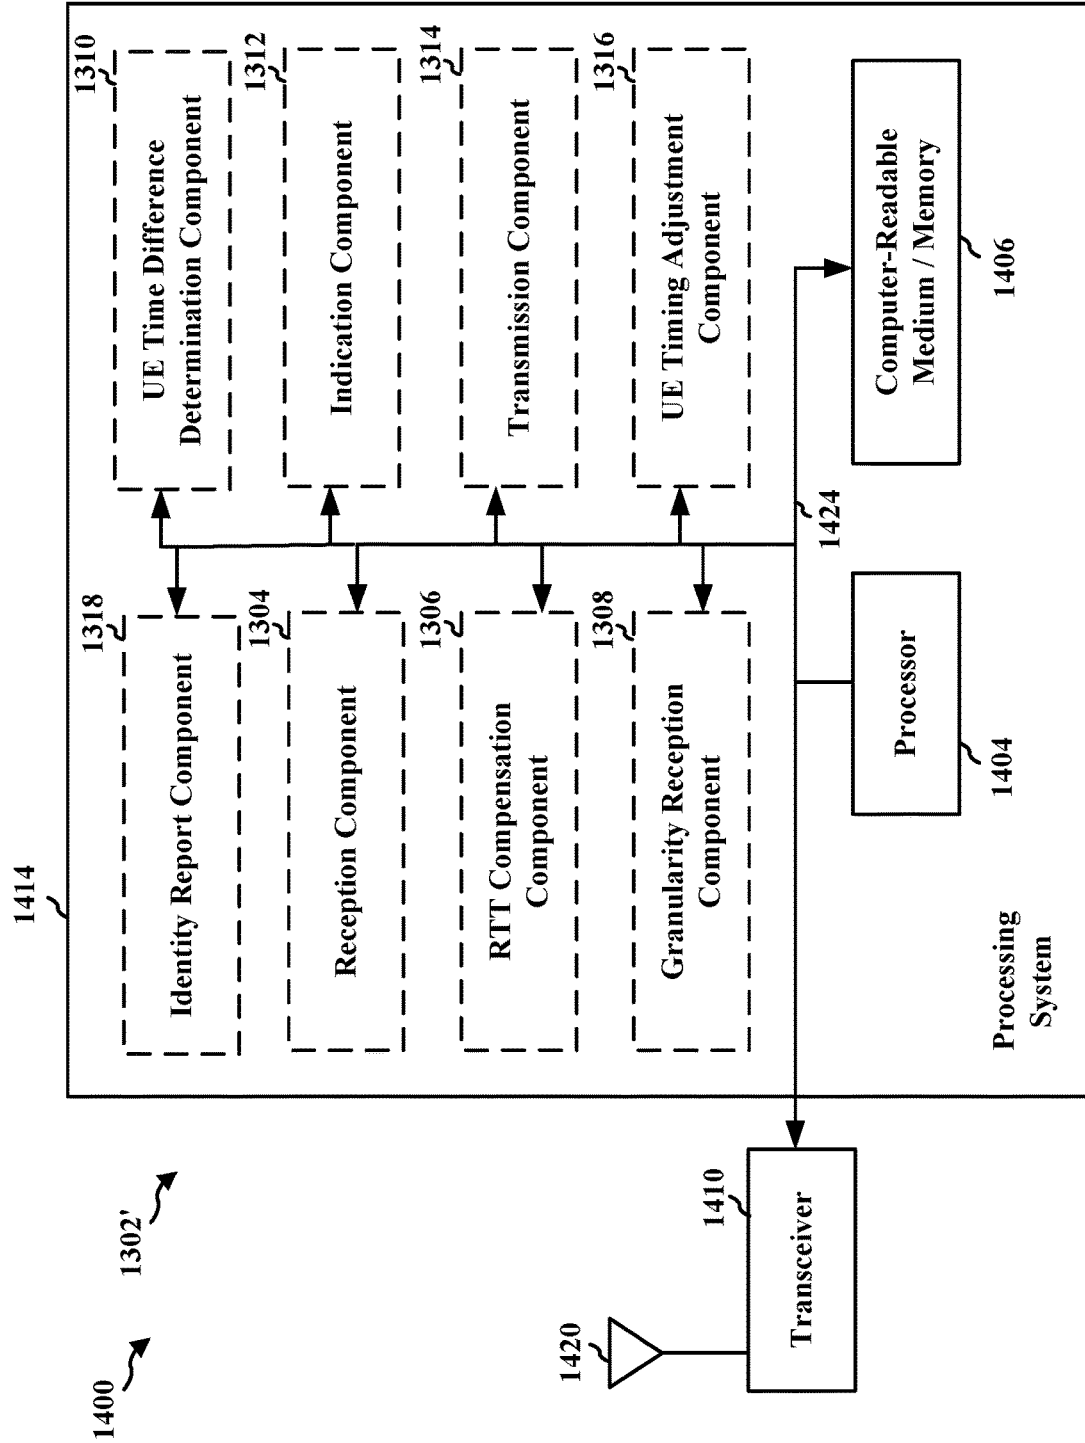 1400
1302'
1414
1318
Identity Report Component
1310
UE Time Difference
Determination Component
1304
Reception Component
1312
Indication Component
1306
RTT Compensation
Component
1314
Transmission Component
1308
Granularity Reception
Component
1316
UE Timing Adjustment
Component
1420
1410
Transceiver
1424
Processor
1404
Computer-Readable
Medium / Memory
1406
Processing
System